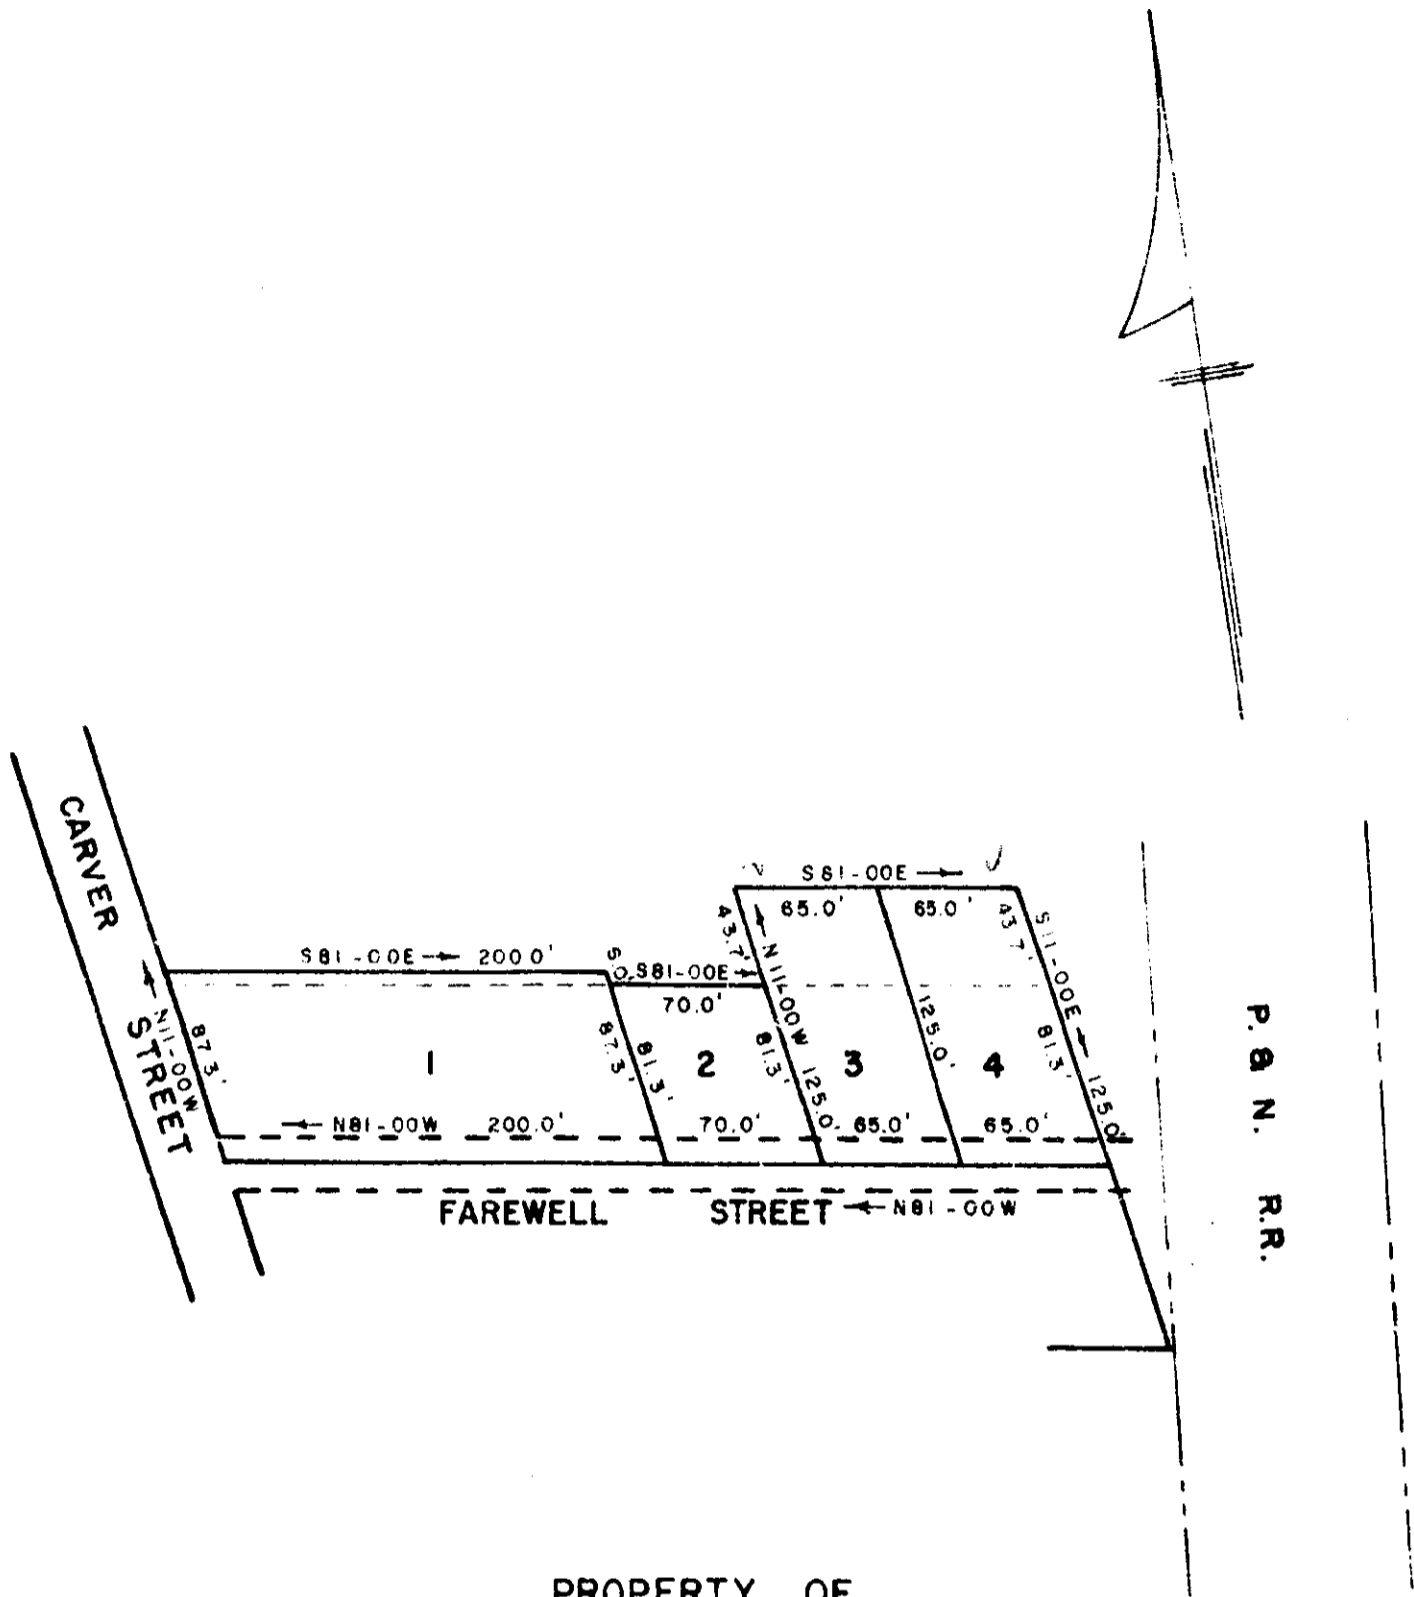 CARVER STREET
N11-00W
87.3'
S81-00E 200.0'
5.0
S81-00E
70.0'
S81-00E
65.0'
65.0'
43.7'
N11-00W 125.0
43.7'
S11-00E 125.0'
1
87.3'
81.3'
2
81.3'
3
125.0'
4
81.3'
N81-00W 200.0'
70.0'
65.0'
65.0'
FAREWELL STREET N81-00W
P. & N. R.R.
PROPERTY OF